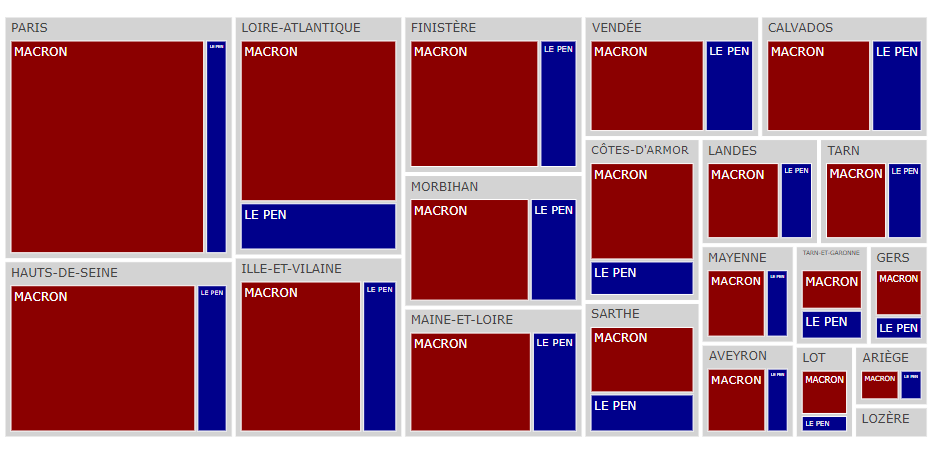 PARIS
MACRON
LE PEN
HAUTS-DE-SEINE
MACRON
LE PEN
LOIRE-ATLANTIQUE
MACRON
LE PEN
ILLE-ET-VILAINE
MACRON
LE PEN
FINISTÈRE
MACRON
LE PEN
MORBIHAN
MACRON
LE PEN
MAINE-ET-LOIRE
MACRON
LE PEN
VENDÉE
MACRON
LE PEN
CALVADOS
MACRON
LE PEN
CÔTES-D'ARMOR
MACRON
LE PEN
SARTHE
MACRON
LE PEN
LANDES
MACRON
LE PEN
TARN
MACRON
LE PEN
MAYENNE
MACRON
LE PEN
AVEYRON
MACRON
LE PEN
TARN-ET-GARONNE
MACRON
LE PEN
GERS
MACRON
LE PEN
LOT
MACRON
LE PEN
ARIÈGE
MACRON
LE PEN
LOZÈRE